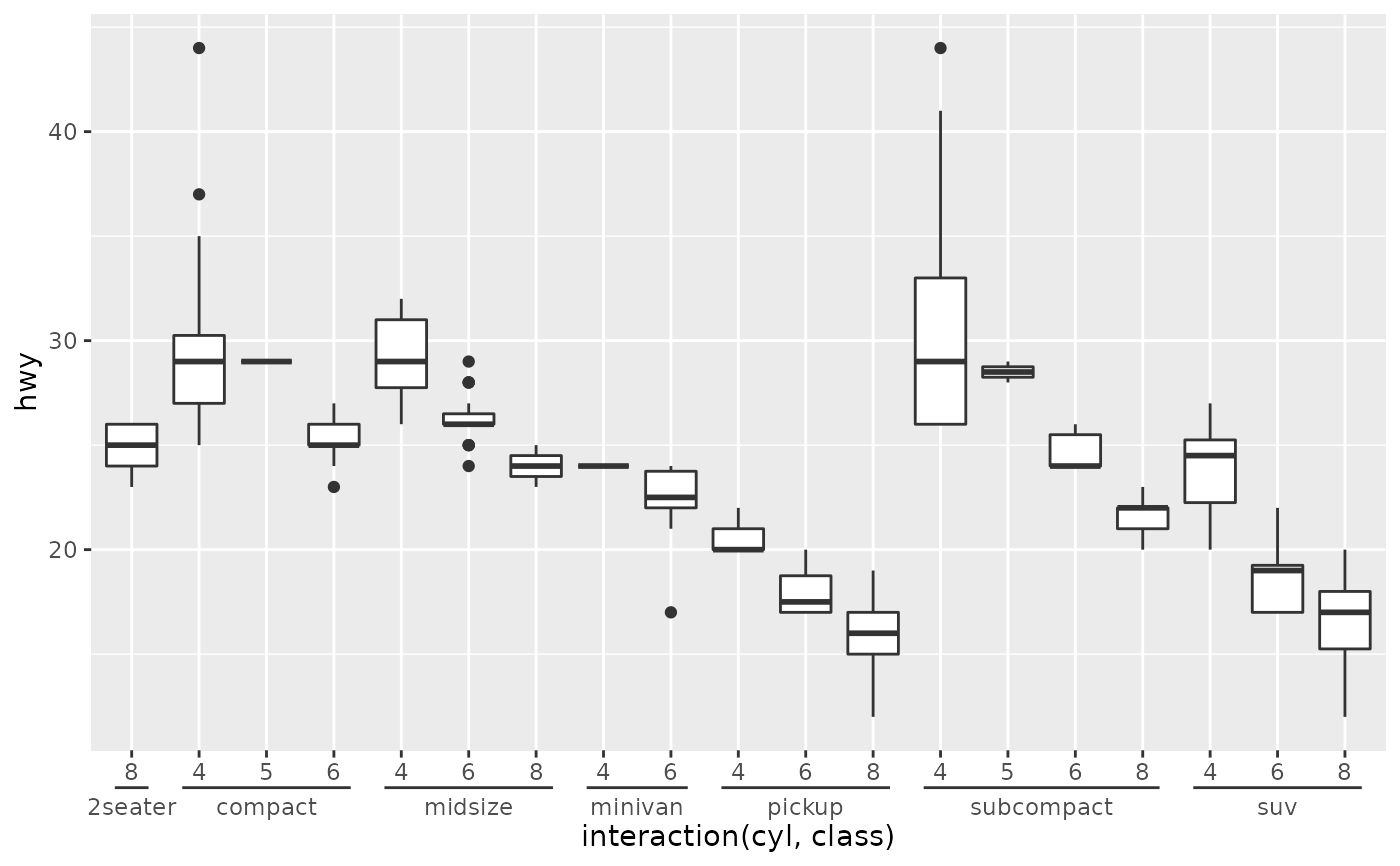 hwy
40
30
20
8 4 5 6 4 6 8 4 6 4 6 8 4 5 6 8 4 6 8
2seater compact midsize minivan pickup subcompact suv
interaction(cyl, class)